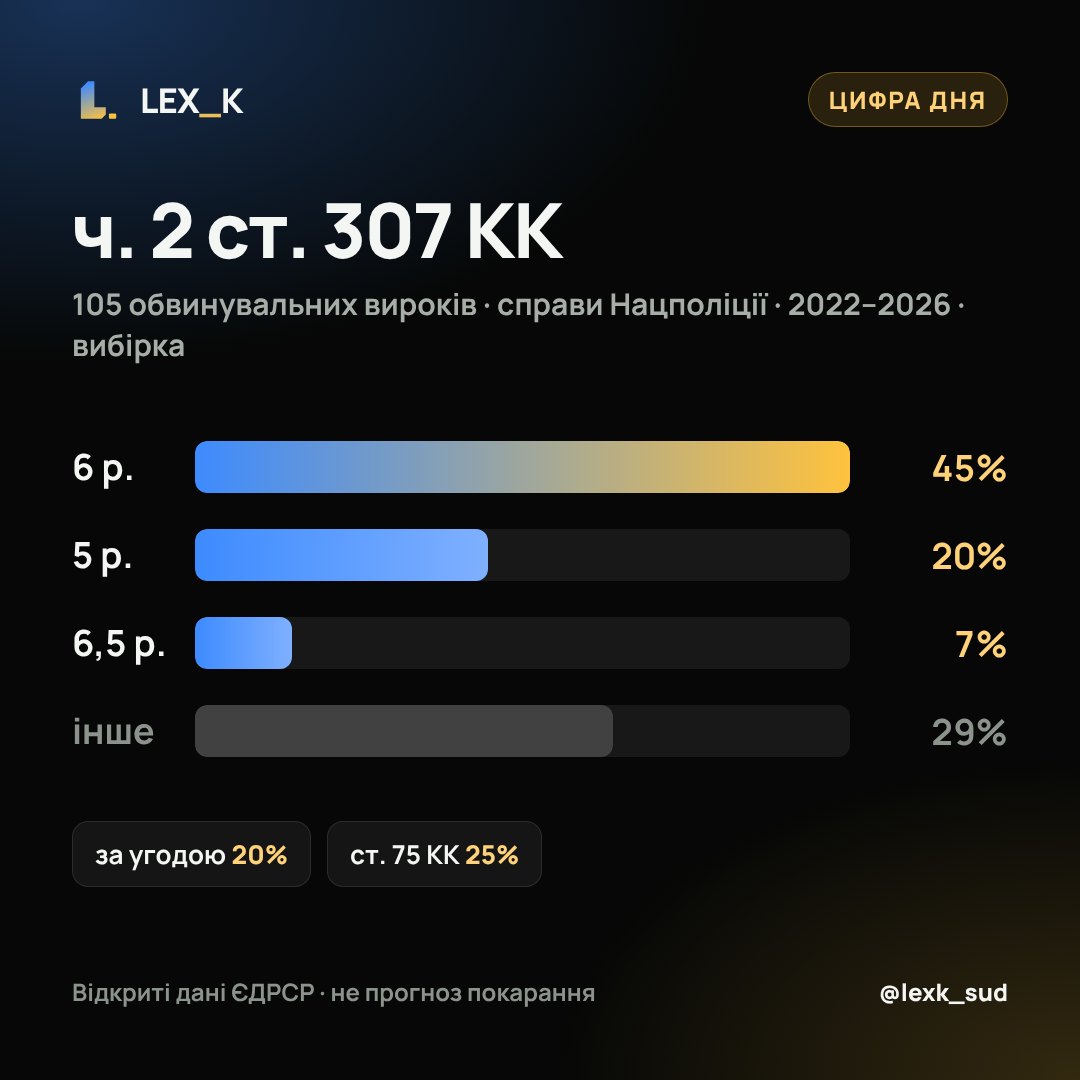 LEX_K
ЦИФРА ДНЯ
ч. 2 ст. 307 КК
105 обвинувальних вироків · справи Нацполіції · 2022–2026 ·
вибірка
6 р. 45%
5 р. 20%
6,5 р. 7%
інше 29%
за угодою 20% ст. 75 КК 25%
Відкриті дані ЄДРСР · не прогноз покарання @lexk_sud